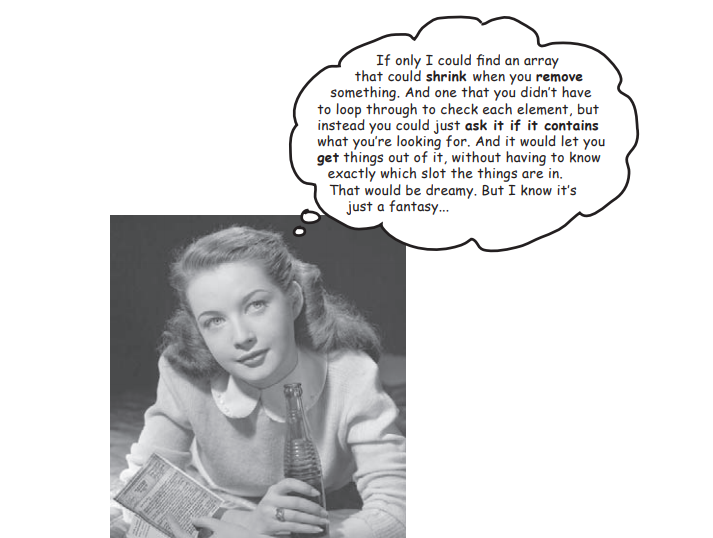 If only I could find an array
that could shrink when you remove
something. And one that you didn't have
to loop through to check each element, but
instead you could just ask it if it contains
what you're looking for. And it would let you
get things out of it, without having to know
exactly which slot the things are in.
That would be dreamy. But I know it's
just a fantasy...